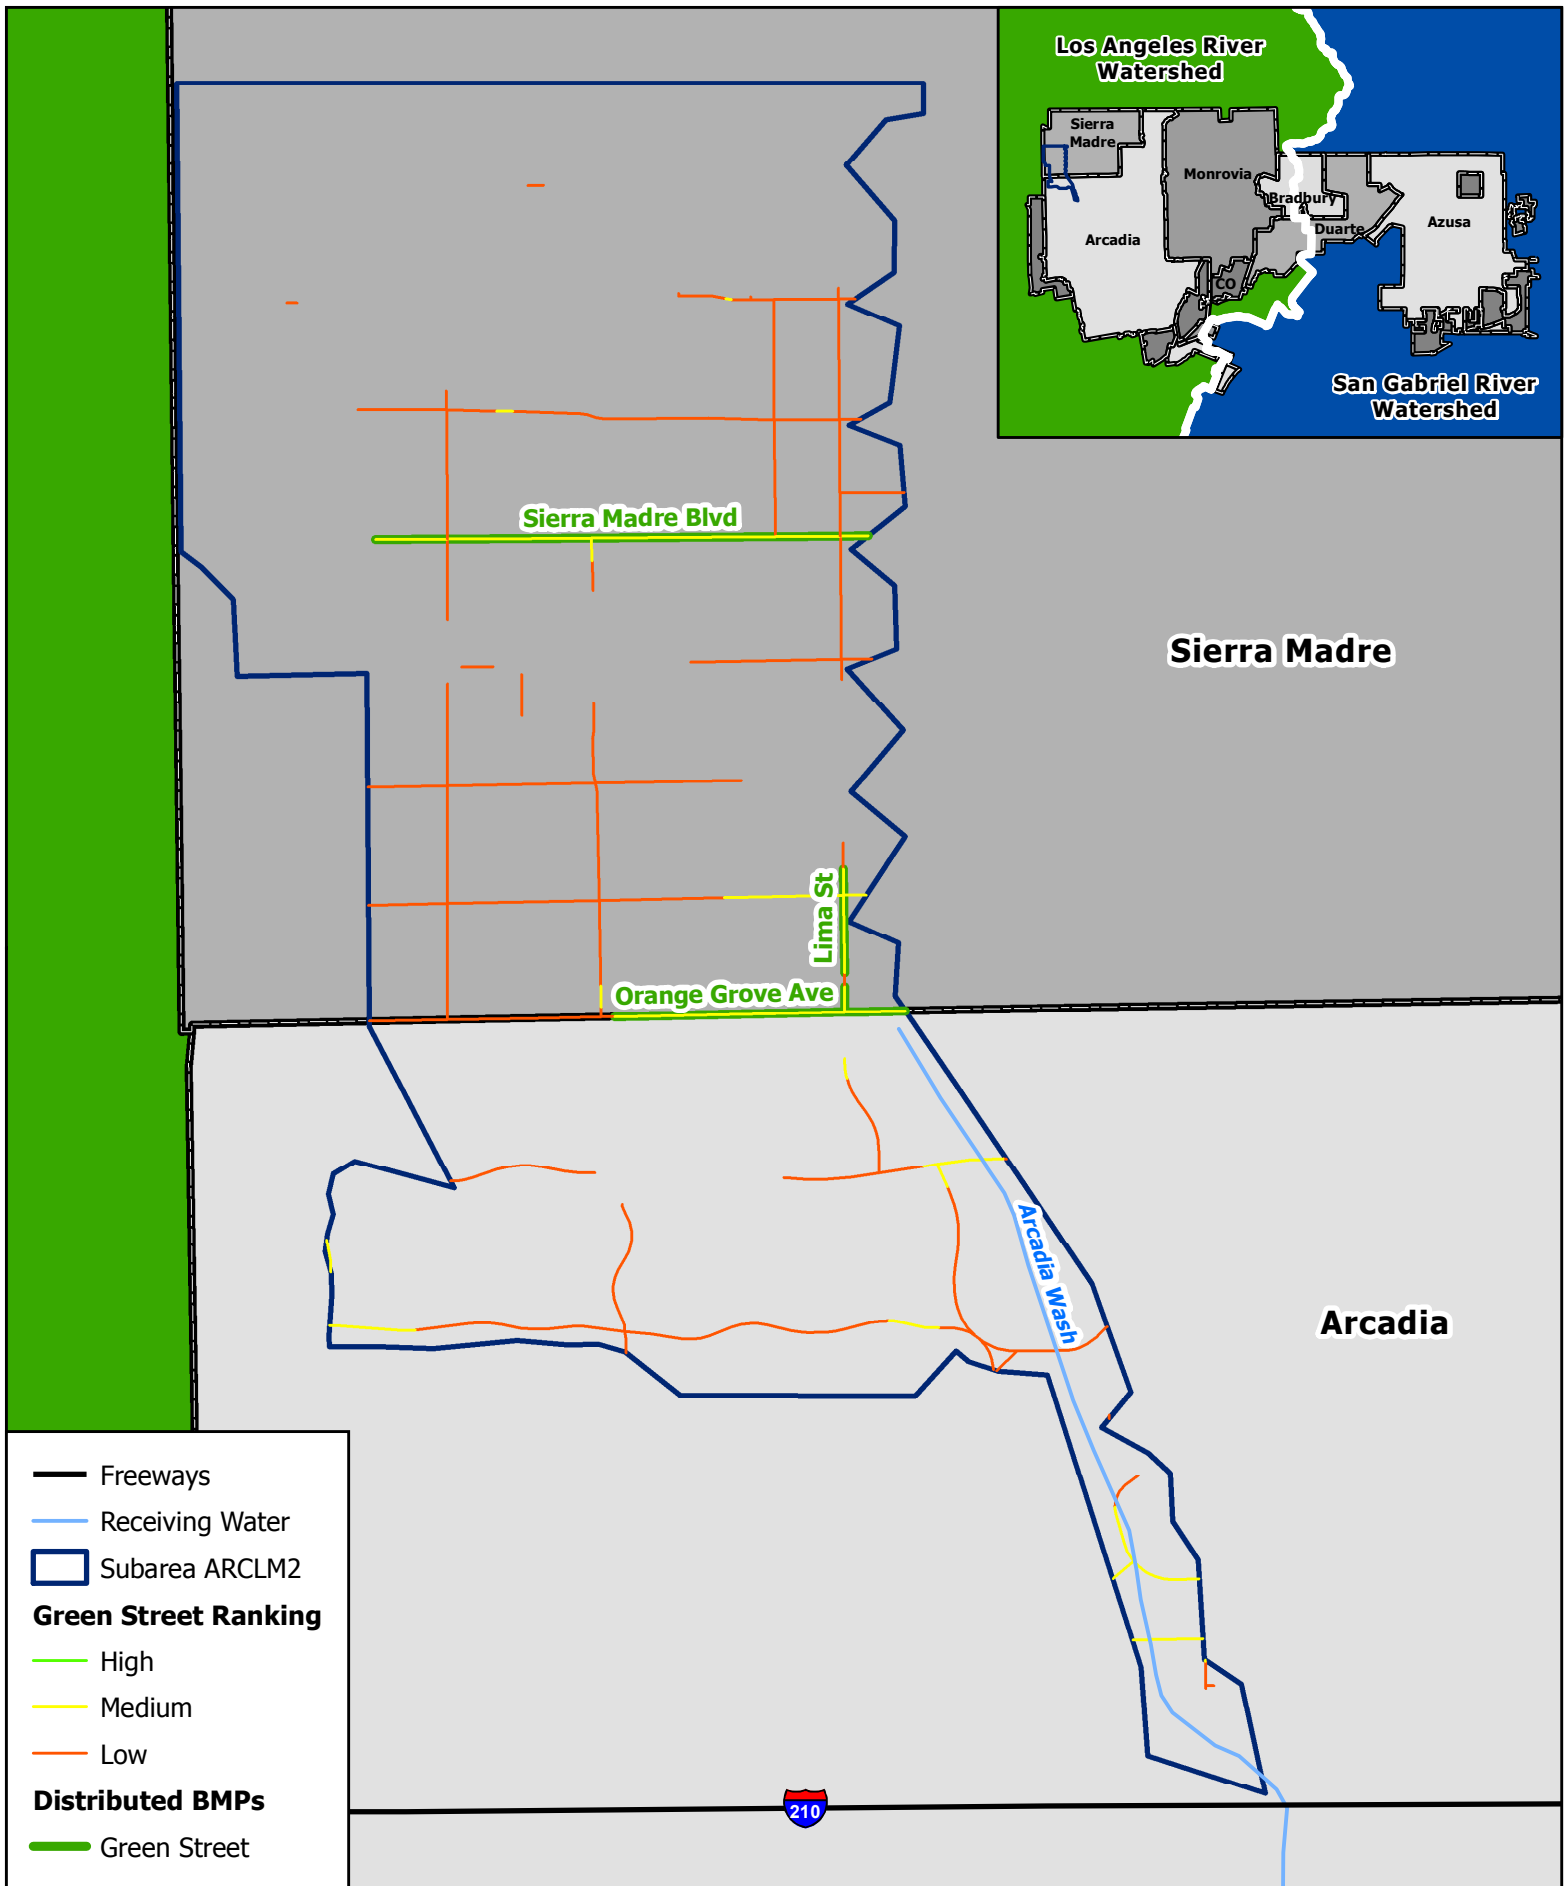 Los Angeles River
Watershed
Sierra
Madre
Monrovia
Bradbury
Duarte
Azusa
Arcadia
CO
San Gabriel River
Watershed
Sierra Madre Blvd
Sierra Madre
Lima St
Orange Grove Ave
Arcadia Wash
Arcadia
Freeways
Receiving Water
Subarea ARCLM2
Green Street Ranking
High
Medium
Low
Distributed BMPs
Green Street
210